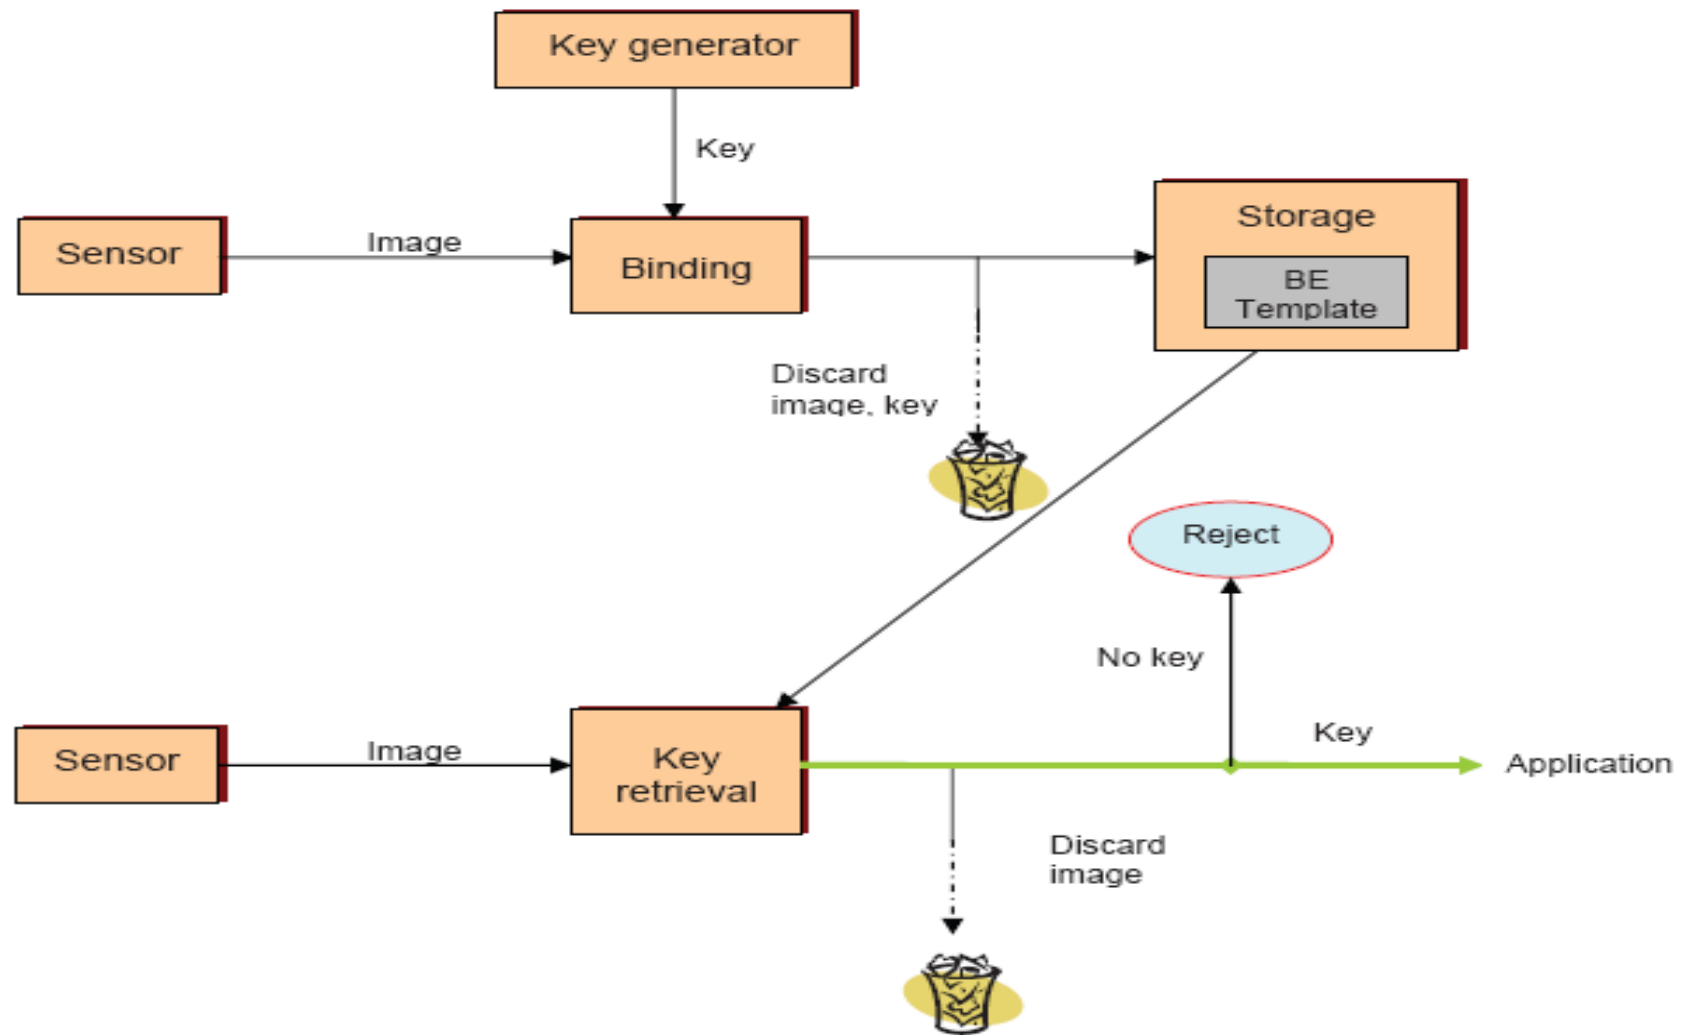 Key generator
Key
Sensor
Image
Binding
Storage
BE
Template
Discard
image, key
Reject
No key
Sensor
Image
Key
retrieval
Key
Application
Discard
image